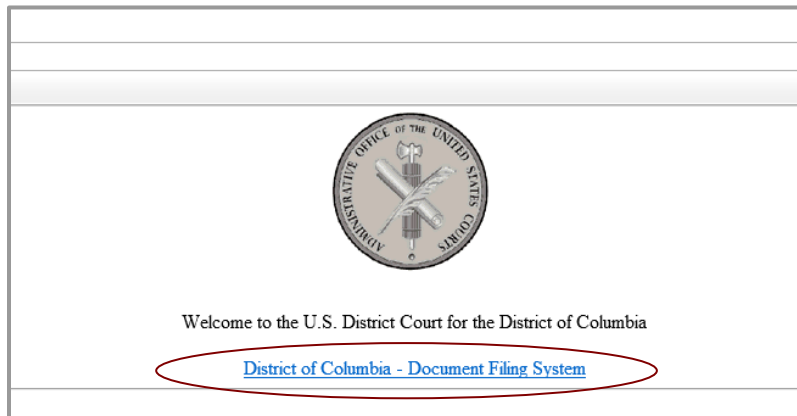 ADMINISTRATIVE OFFICE OF THE UNITED STATES COURTS
Welcome to the U.S. District Court for the District of Columbia
District of Columbia - Document Filing System